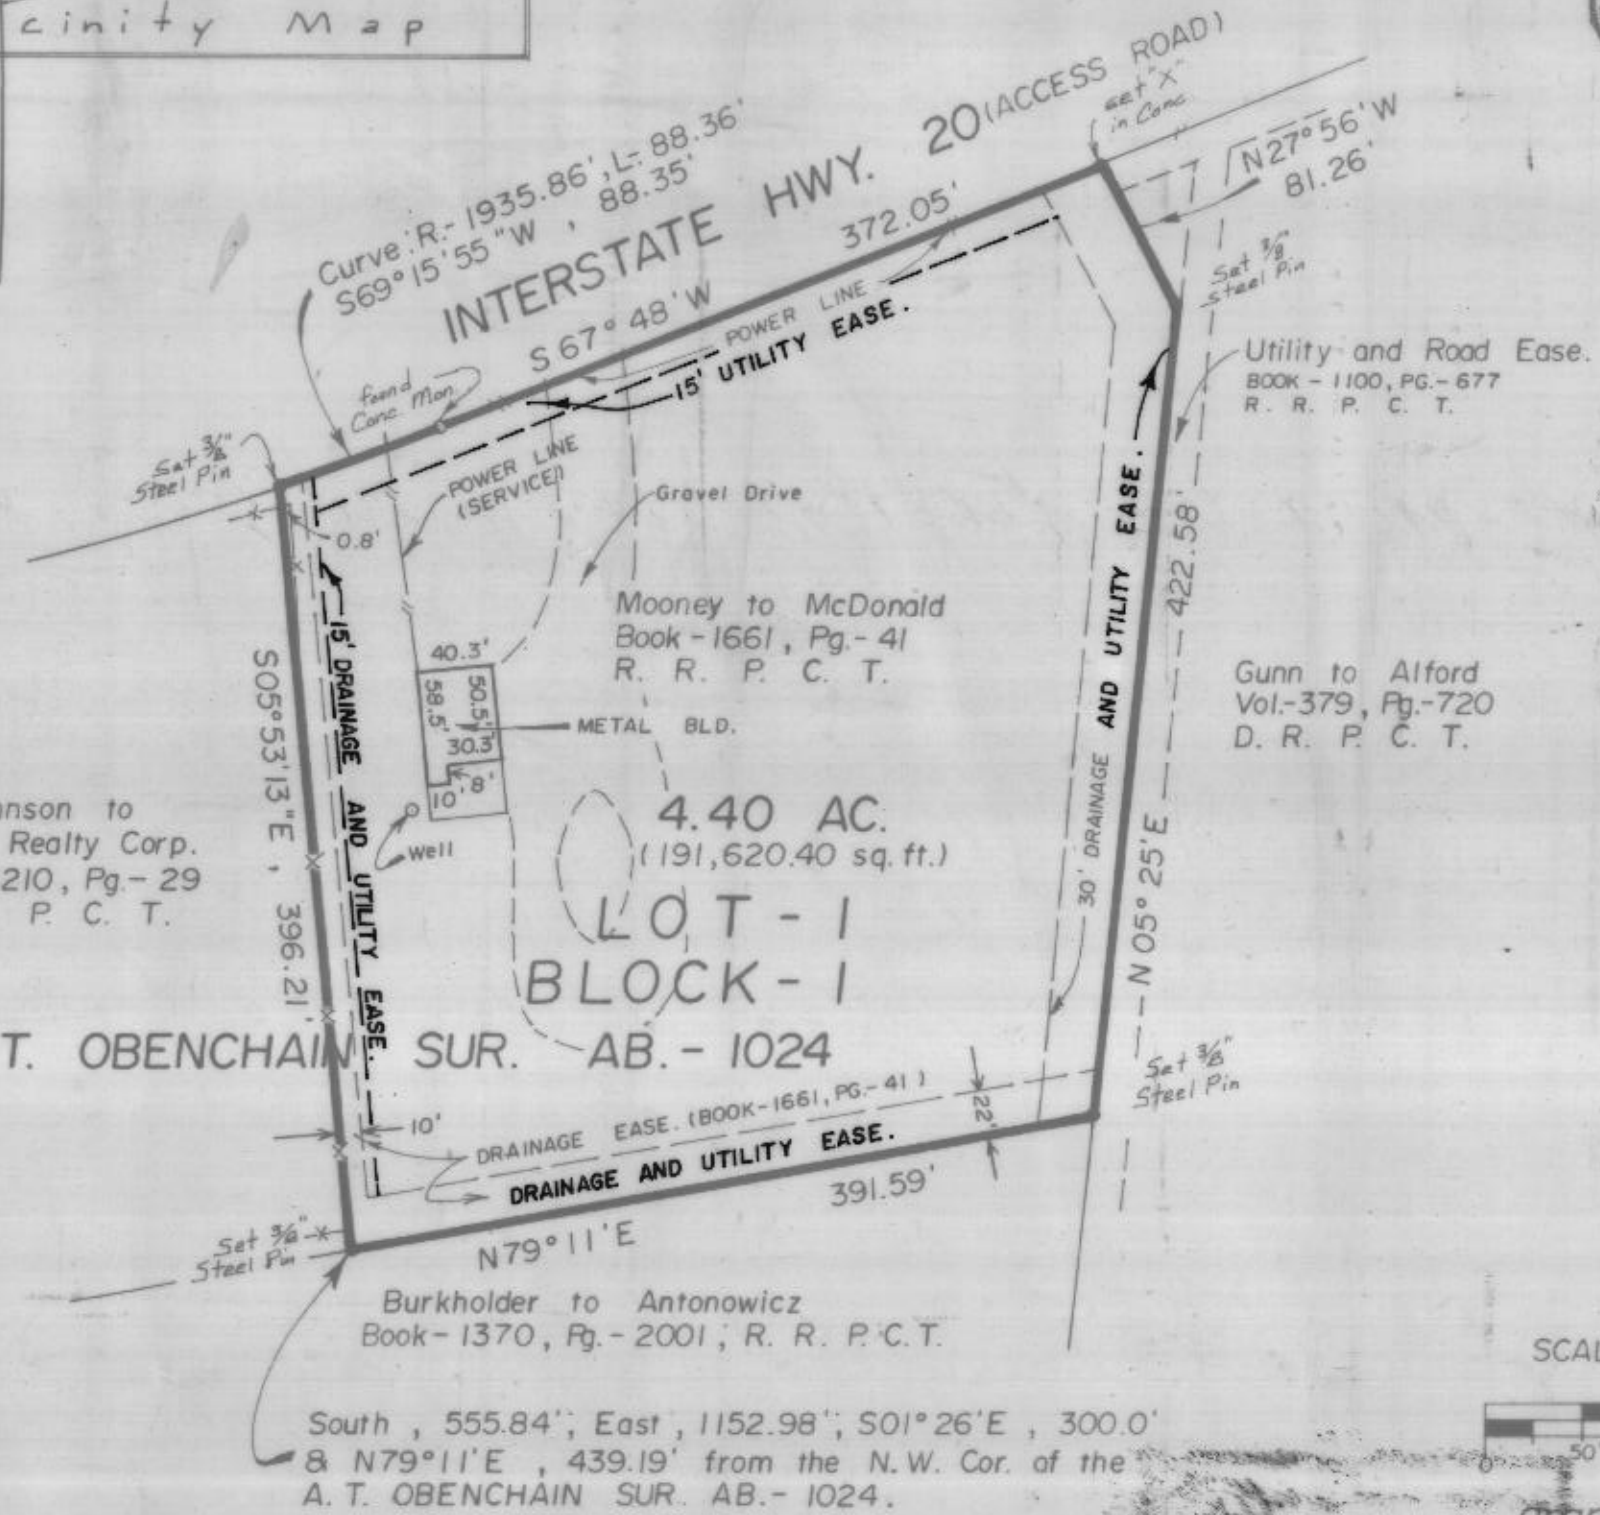 cinity Map
Curve: R.- 1935.86', L- 88.36'
S69°15'55"W , 88.35'
INTERSTATE HWY. 20 (ACCESS ROAD)
set "X"
in Conc.
N27°56'W
81.26'
372.05'
S 67° 48' W
POWER LINE
15' UTILITY EASE.
Set 3/8"
Steel Pin
Utility and Road Ease.
BOOK - 1100, PG.- 677
R. R. P. C. T.
found
Conc. Mon.
Set 3/8"
Steel Pin
POWER LINE
(SERVICE)
Gravel Drive
0.8'
Mooney to McDonald
Book - 1661, Pg.- 41
R. R. P. C. T.
15' DRAINAGE AND UTILITY EASE.
S05°53'13"E , 396.21'
40.3'
58.5'
50.5'
30.3'
8'
10'
METAL BLD.
Well
Gunn to Alford
Vol.-379, Pg.-720
D. R. P. C. T.
30' DRAINAGE AND UTILITY EASE.
N 05° 25' E 422.58'
nson to
Realty Corp.
210, Pg.- 29
P. C. T.
4.40 AC.
(191,620.40 sq. ft.)
LOT - 1
BLOCK - 1
T. OBENCHAIN SUR. AB. - 1024
Set 3/8"
Steel Pin
10'
DRAINAGE EASE. (BOOK-1661, PG.- 41)
22'
DRAINAGE AND UTILITY EASE.
391.59'
N 79° 11' E
Set 3/8"
Steel Pin
Burkholder to Antonowicz
Book- 1370, Pg.- 2001, R. R. P. C. T.
South , 555.84'; East , 1152.98'; S01°26'E , 300.0'
& N79°11'E , 439.19' from the N. W. Cor. of the
A. T. OBENCHAIN SUR. AB.- 1024.
SCAL
0 50